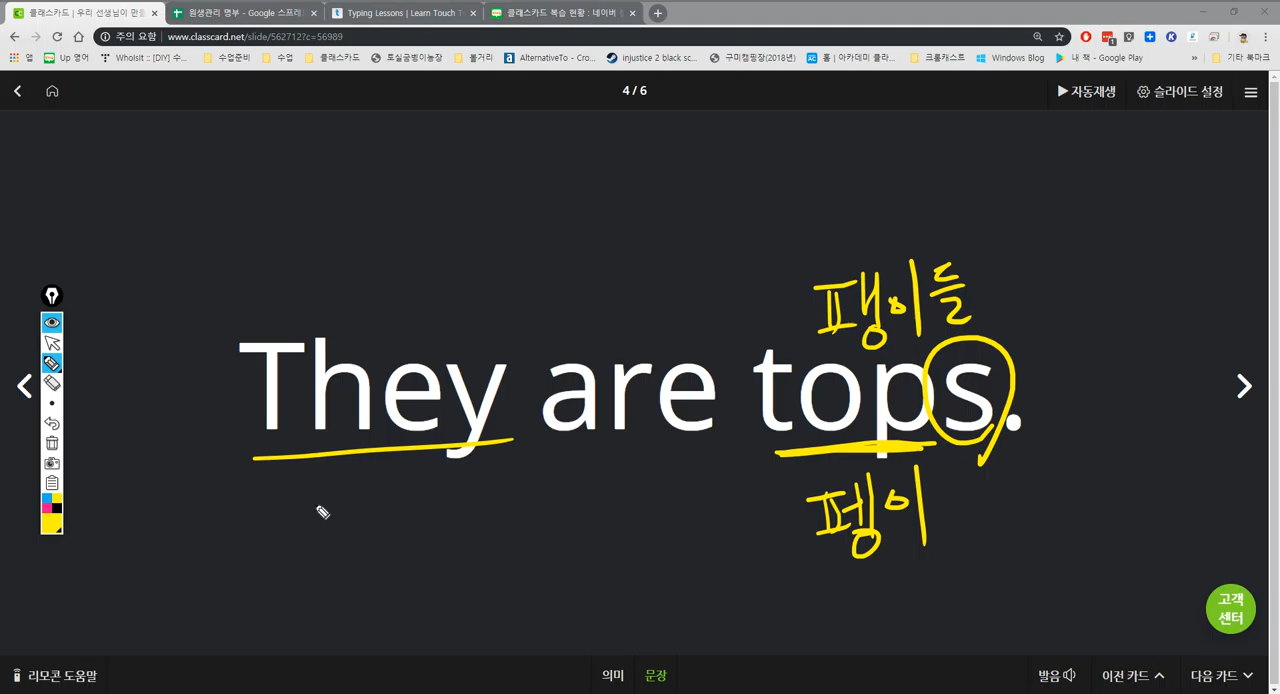 클래스카드 | 우리 선생님이 만든
원생관리 명부 - Google 스프레
Typing Lessons | Learn Touch T
클래스카드 복습 현황 : 네이버
주의 요함
www.classcard.net/slide/562712?c=56989
앱
Up 영어
WhoisIt :: [DIY] 수...
수업준비
수업
클래스카드
토실굼벵이농장
볼거리
AlternativeTo - Cro...
injustice 2 black sc...
구미캠핑장(2018년)
홈 | 아카데미 클라...
크롬캐스트
Windows Blog
내 책 - Google Play
»
기타 북마크
4 / 6
자동재생
슬라이드 설정
팽이들
They are tops.
펭이
고객
센터
리모콘 도움말
의미
문장
발음
이전 카드
다음 카드